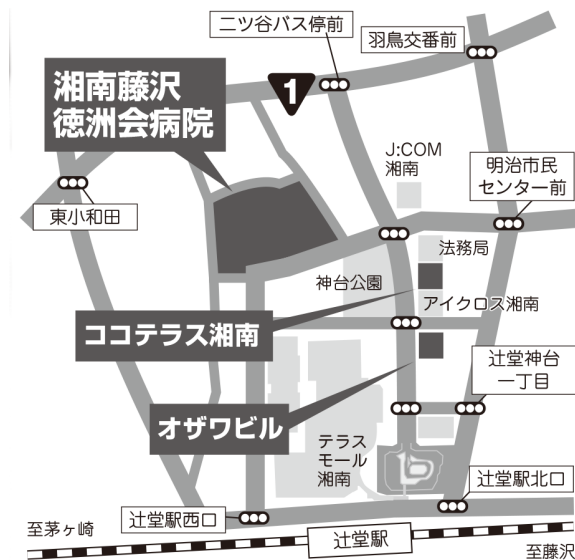 二ツ谷バス停前
羽鳥交番前
湘南藤沢
徳洲会病院
1
J:COM
湘南
明治市民
センター前
東小和田
法務局
神台公園
アイクロス湘南
ココテラス湘南
辻堂神台
一丁目
オザワビル
テラス
モール
湘南
辻堂駅北口
辻堂駅西口
至茅ヶ崎
辻堂駅
至藤沢